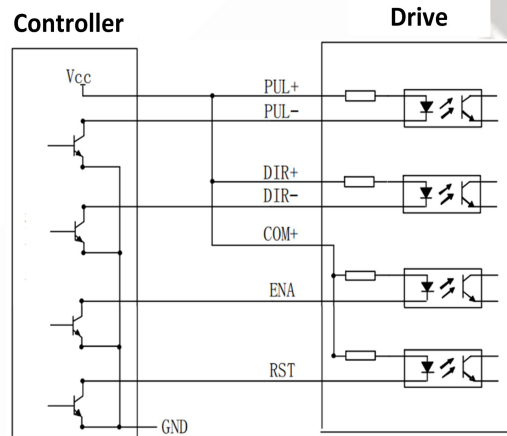 Controller
Drive
Vcc
PUL+
PUL-
DIR+
DIR-
COM+
ENA
RST
GND